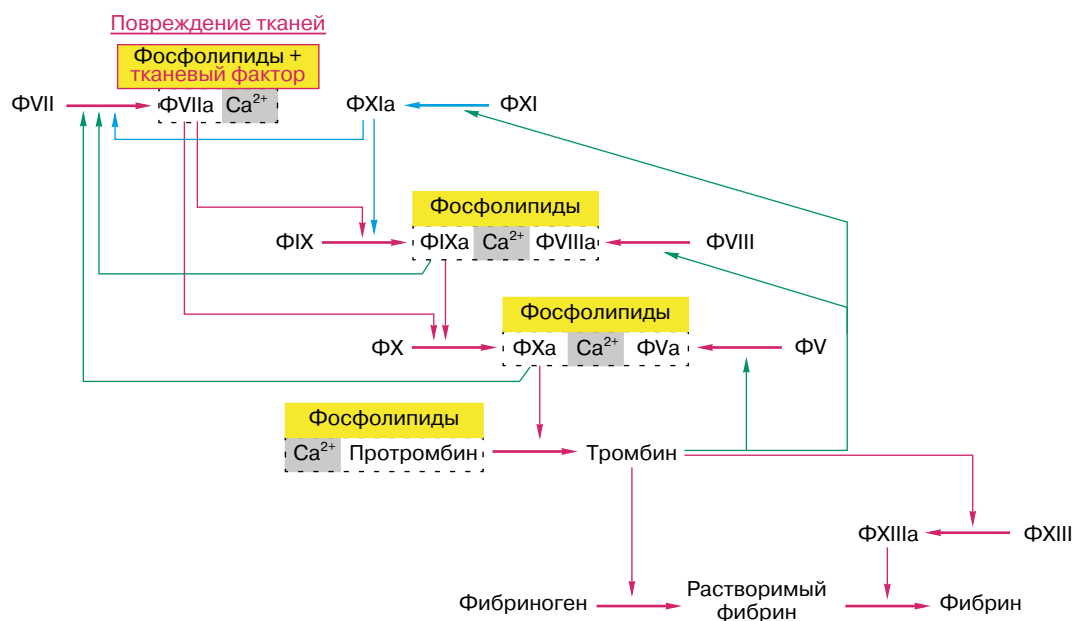 Повреждение тканей
Фосфолипиды +
тканевый фактор
ФVII ФVIIa Ca²⁺ ФXIa ФXI
Фосфолипиды
ФIX ФIXa Ca²⁺ ФVIIIa ФVIII
Фосфолипиды
ФX ФXa Ca²⁺ ФVa ФV
Фосфолипиды
Ca²⁺ Протромбин Тромбин
ФXIIIa ФXIII
Фибриноген Растворимый фибрин Фибрин